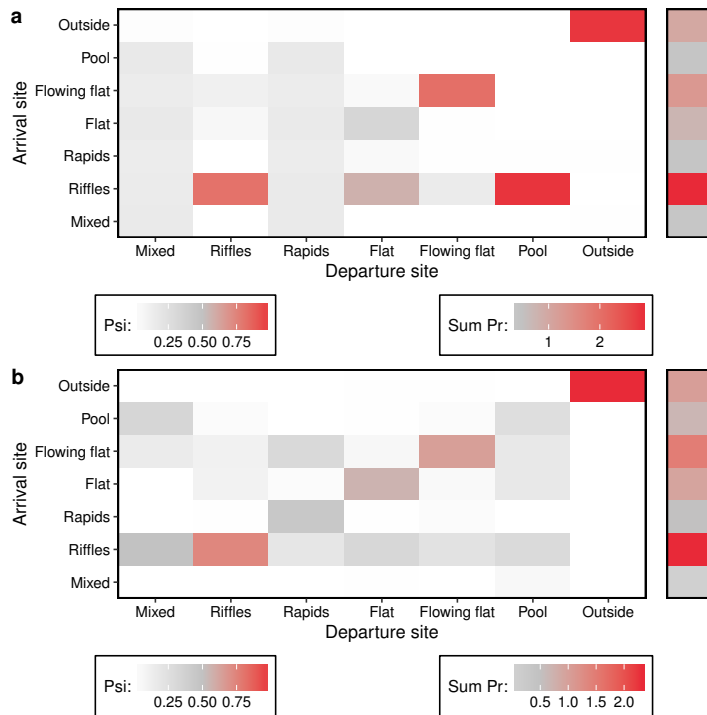 a
Outside
Pool
Flowing flat
Flat
Rapids
Riffles
Mixed
Arrival site
Mixed Riffles Rapids Flat Flowing flat Pool Outside
Departure site
Psi:
0.25 0.50 0.75
Sum Pr:
1 2
b
Outside
Pool
Flowing flat
Flat
Rapids
Riffles
Mixed
Arrival site
Mixed Riffles Rapids Flat Flowing flat Pool Outside
Departure site
Psi:
0.25 0.50 0.75
Sum Pr:
0.5 1.0 1.5 2.0